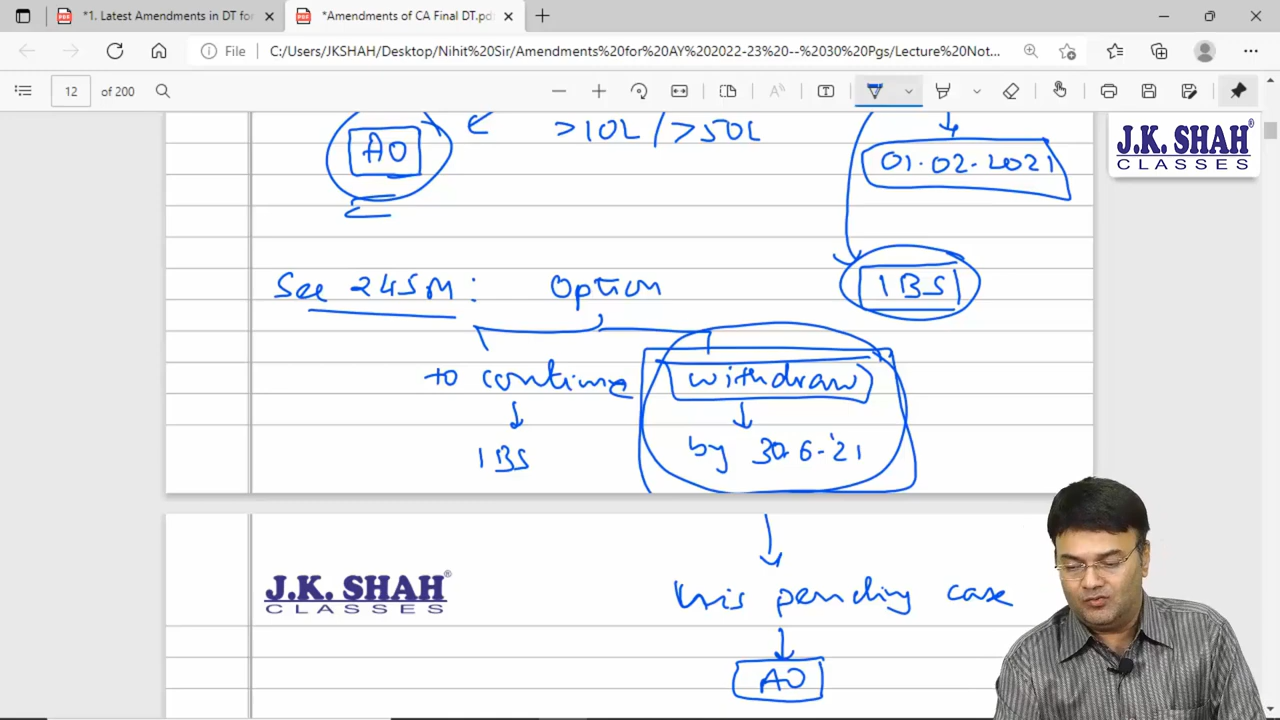 *1. Latest Amendments in DT for
*Amendments of CA Final DT.pdf
File
C:/Users/JKSHAH/Desktop/Nihit%20Sir/Amendments%20for%20AY%202022-23%20--%2030%20Pgs/Lecture%20Not...
12 of 200
J.K. SHAH®
CLASSES
AO
>10L / >50L
01.02.2021
Sec 245M : Option
IBS
to continue
withdraw
IBS
by 30.6.'21
J.K. SHAH®
CLASSES
this pending case
AO